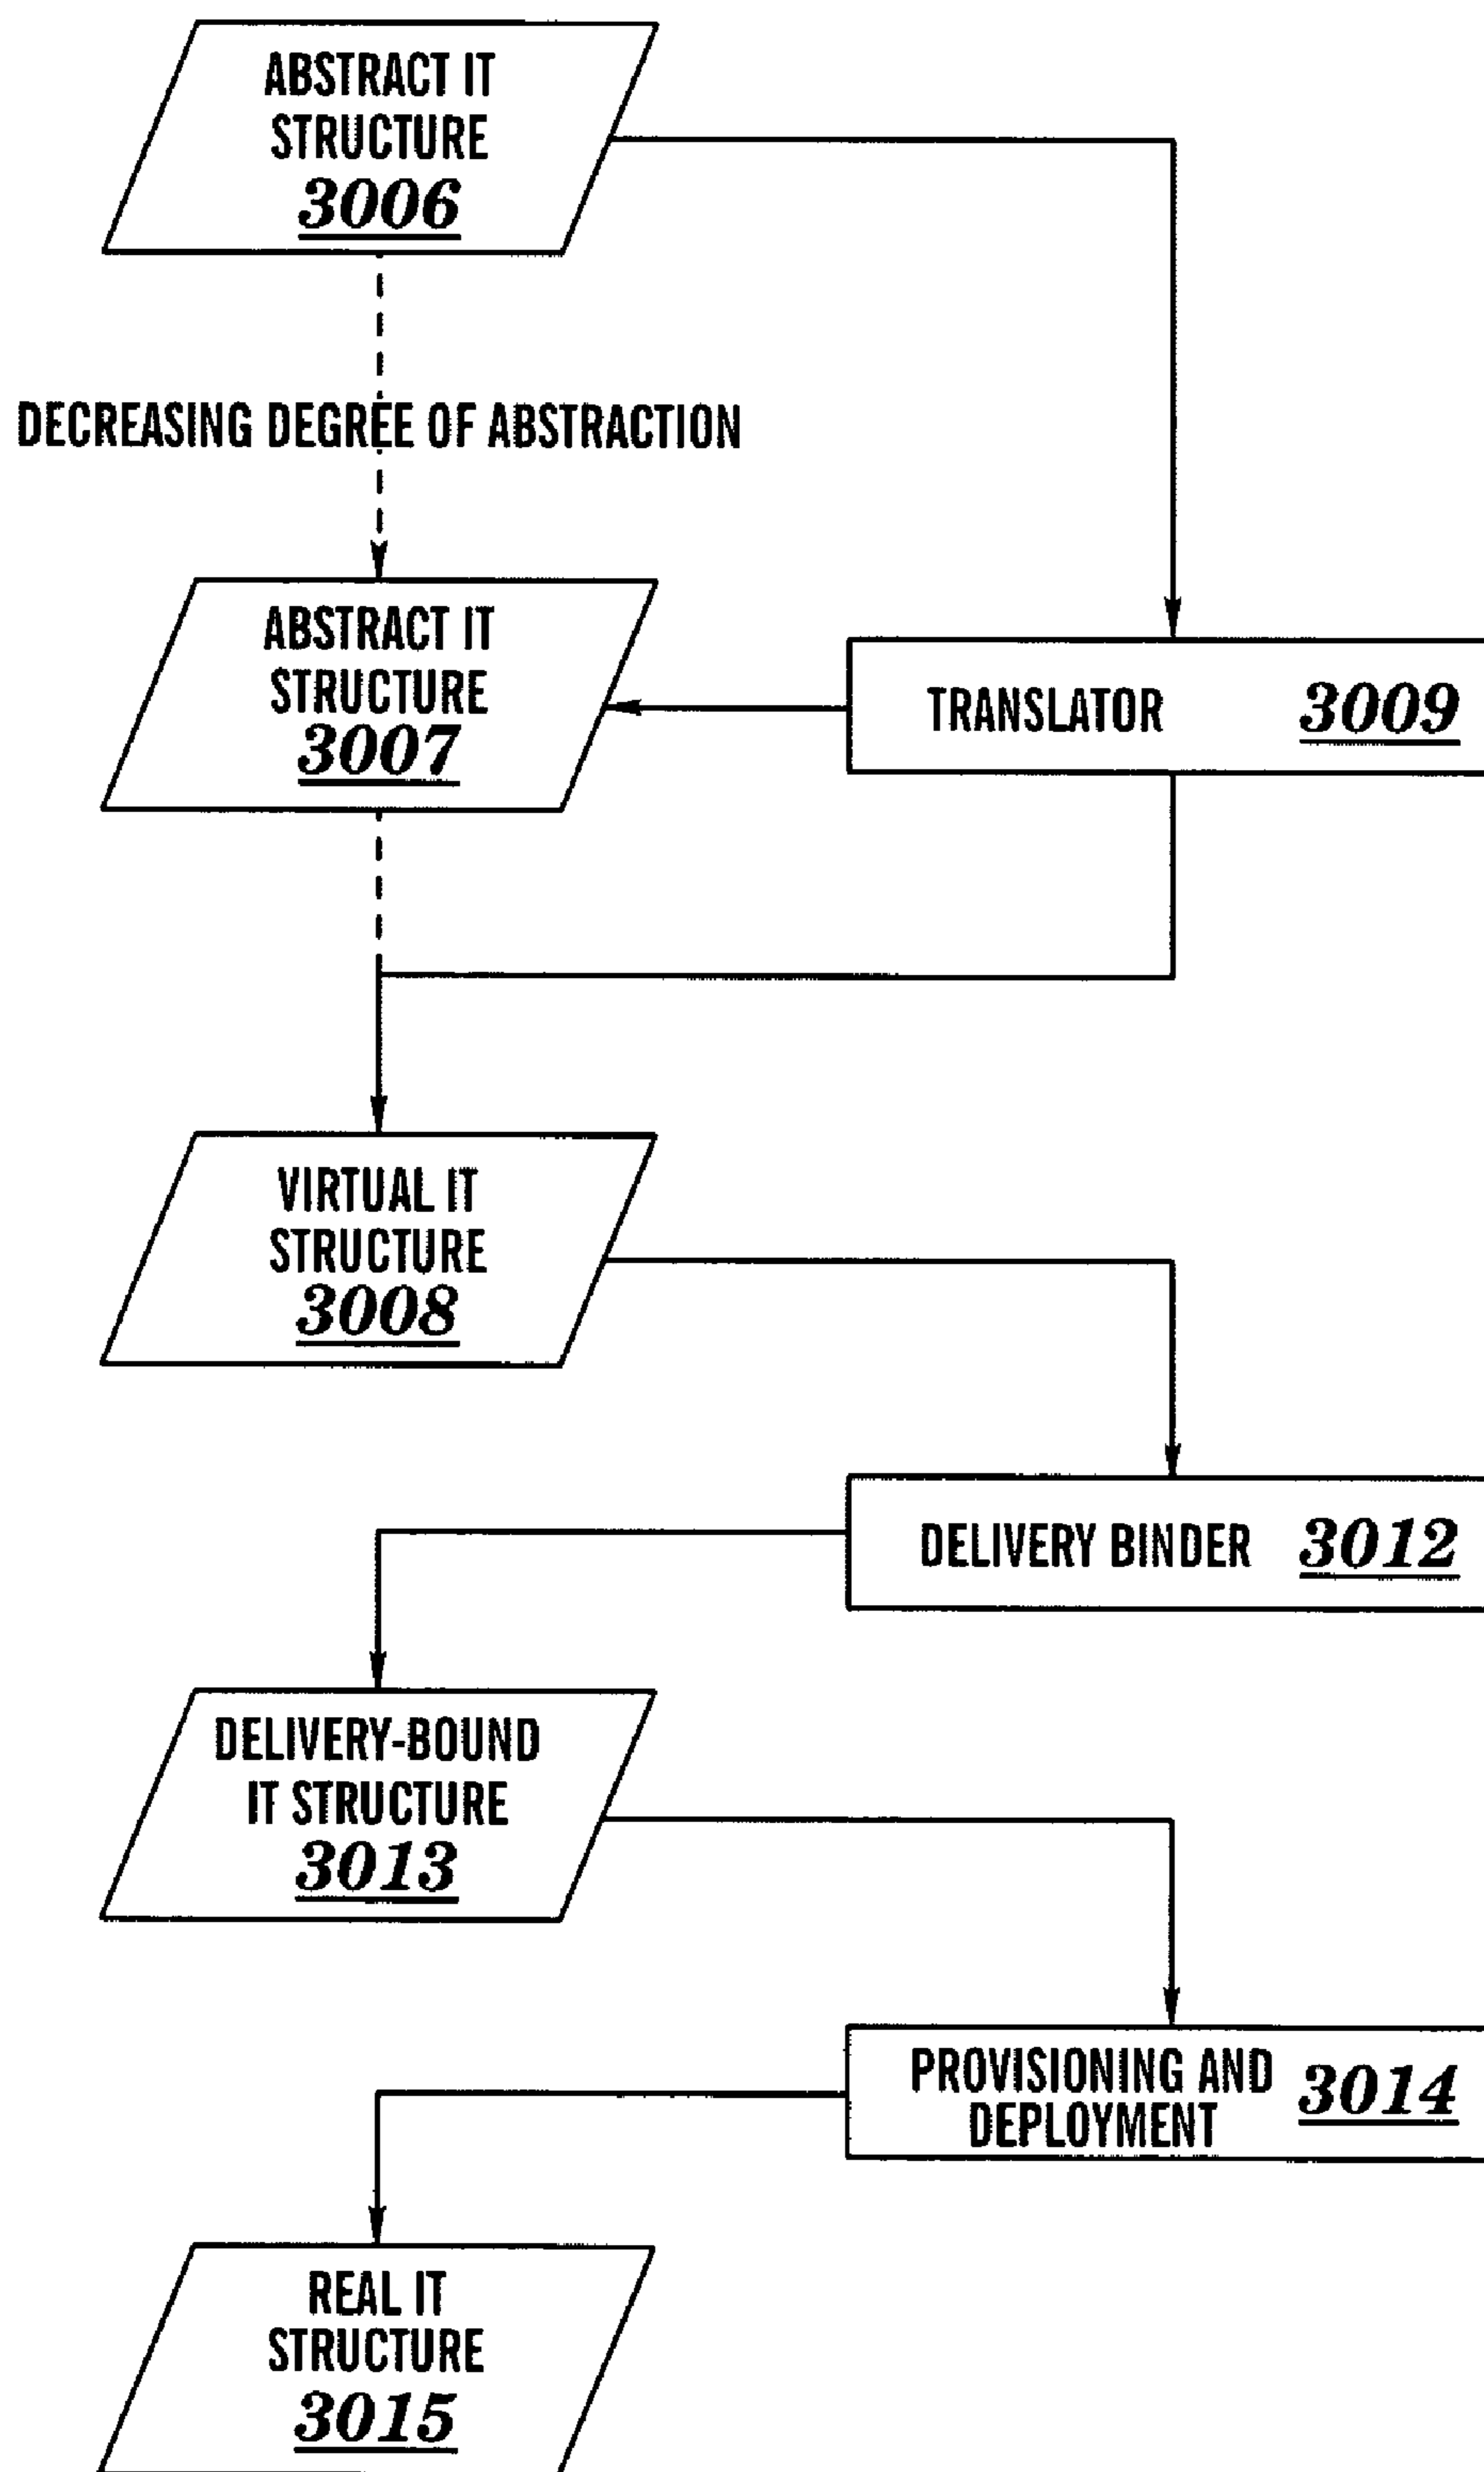 ABSTRACT IT
STRUCTURE
3006
DECREASING DEGREE OF ABSTRACTION
ABSTRACT IT
STRUCTURE
3007
TRANSLATOR 3009
VIRTUAL IT
STRUCTURE
3008
DELIVERY BINDER 3012
DELIVERY-BOUND
IT STRUCTURE
3013
PROVISIONING AND
DEPLOYMENT
3014
REAL IT
STRUCTURE
3015